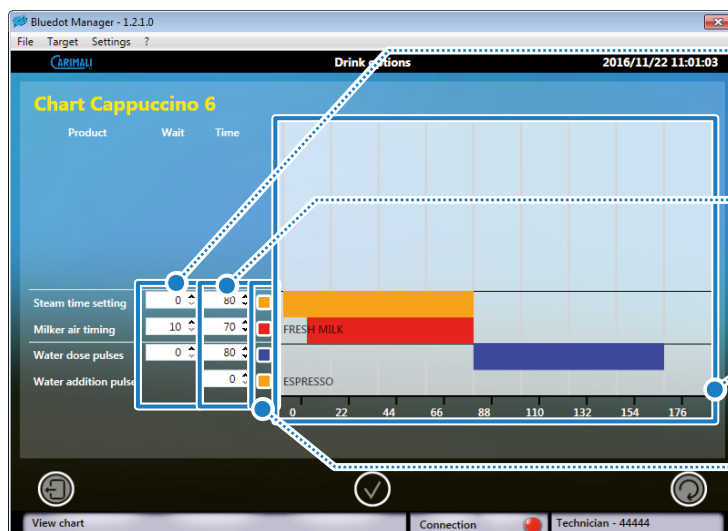 Bluedot Manager - 1.2.1.0
File Target Settings ?
CARIMALI Drink options 2016/11/22 11:01:03
Chart Cappuccino 6
Product Wait Time
Steam time setting 0 80
Milker air timing 10 70 FRESH MILK
Water dose pulses 0 80
Water addition pulse 0 ESPRESSO
0 22 44 66 88 110 132 154 176
View chart Connection Technician - 44444